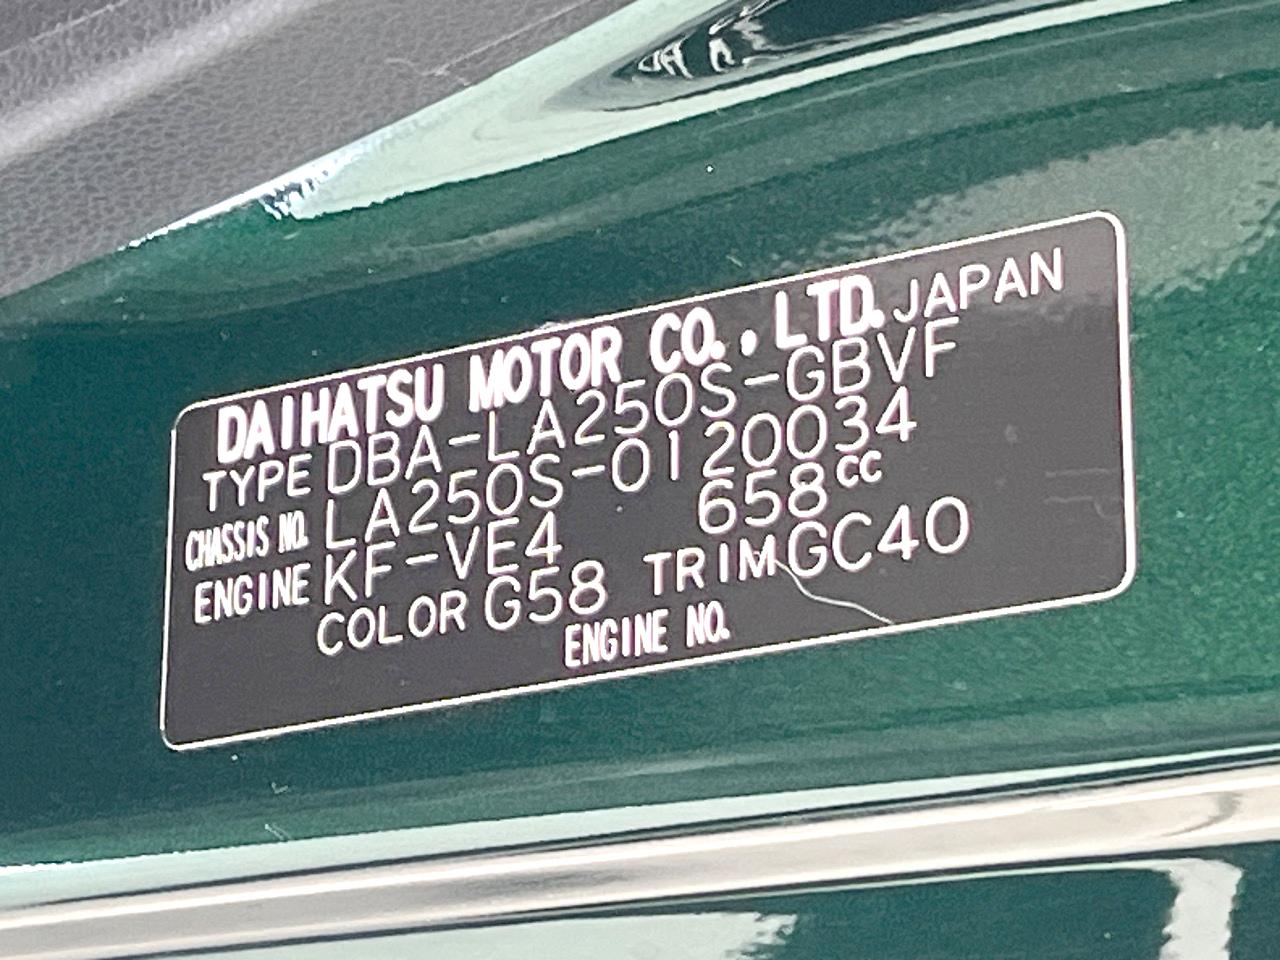 DAIHATSU MOTOR CO., LTD. JAPAN
TYPE DBA-LA250S-GBVF
CHASSIS NO. LA250S-0120034
ENGINE KF-VE4 658CC
COLOR G58 TRIM GC40
ENGINE NO.